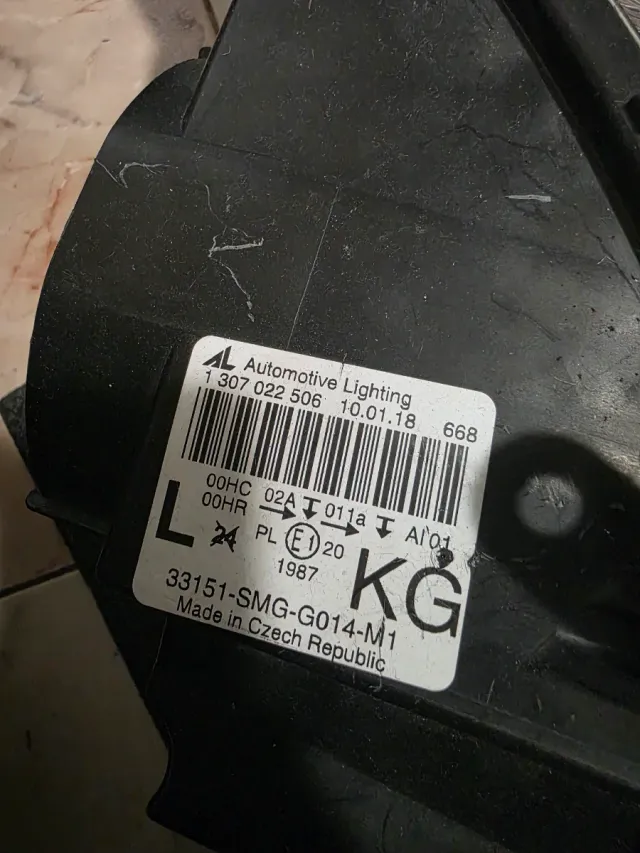 AL Automotive Lighting
1 307 022 506 10.01.18 668
00HC 02A 011a AI 01
00HR
L 24 PL E1 20 KG
1987
33151-SMG-G014-M1
Made in Czech Republic